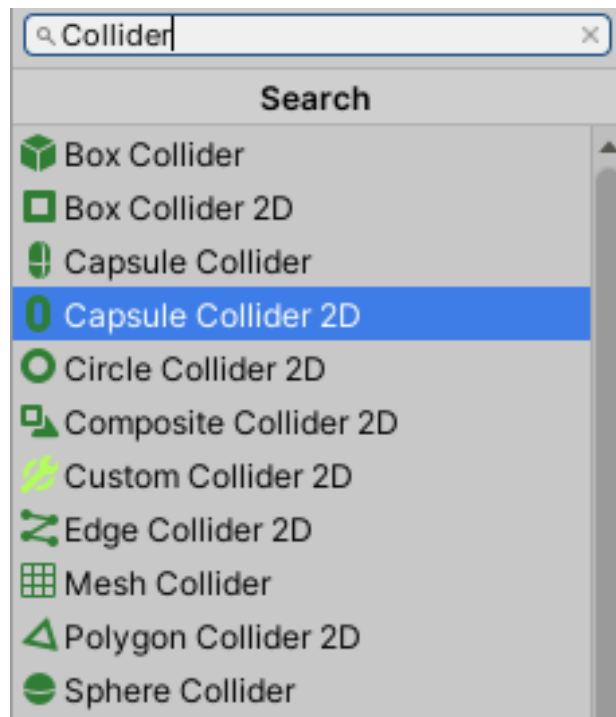 Collider
Search
Box Collider
Box Collider 2D
Capsule Collider
Capsule Collider 2D
Circle Collider 2D
Composite Collider 2D
Custom Collider 2D
Edge Collider 2D
Mesh Collider
Polygon Collider 2D
Sphere Collider